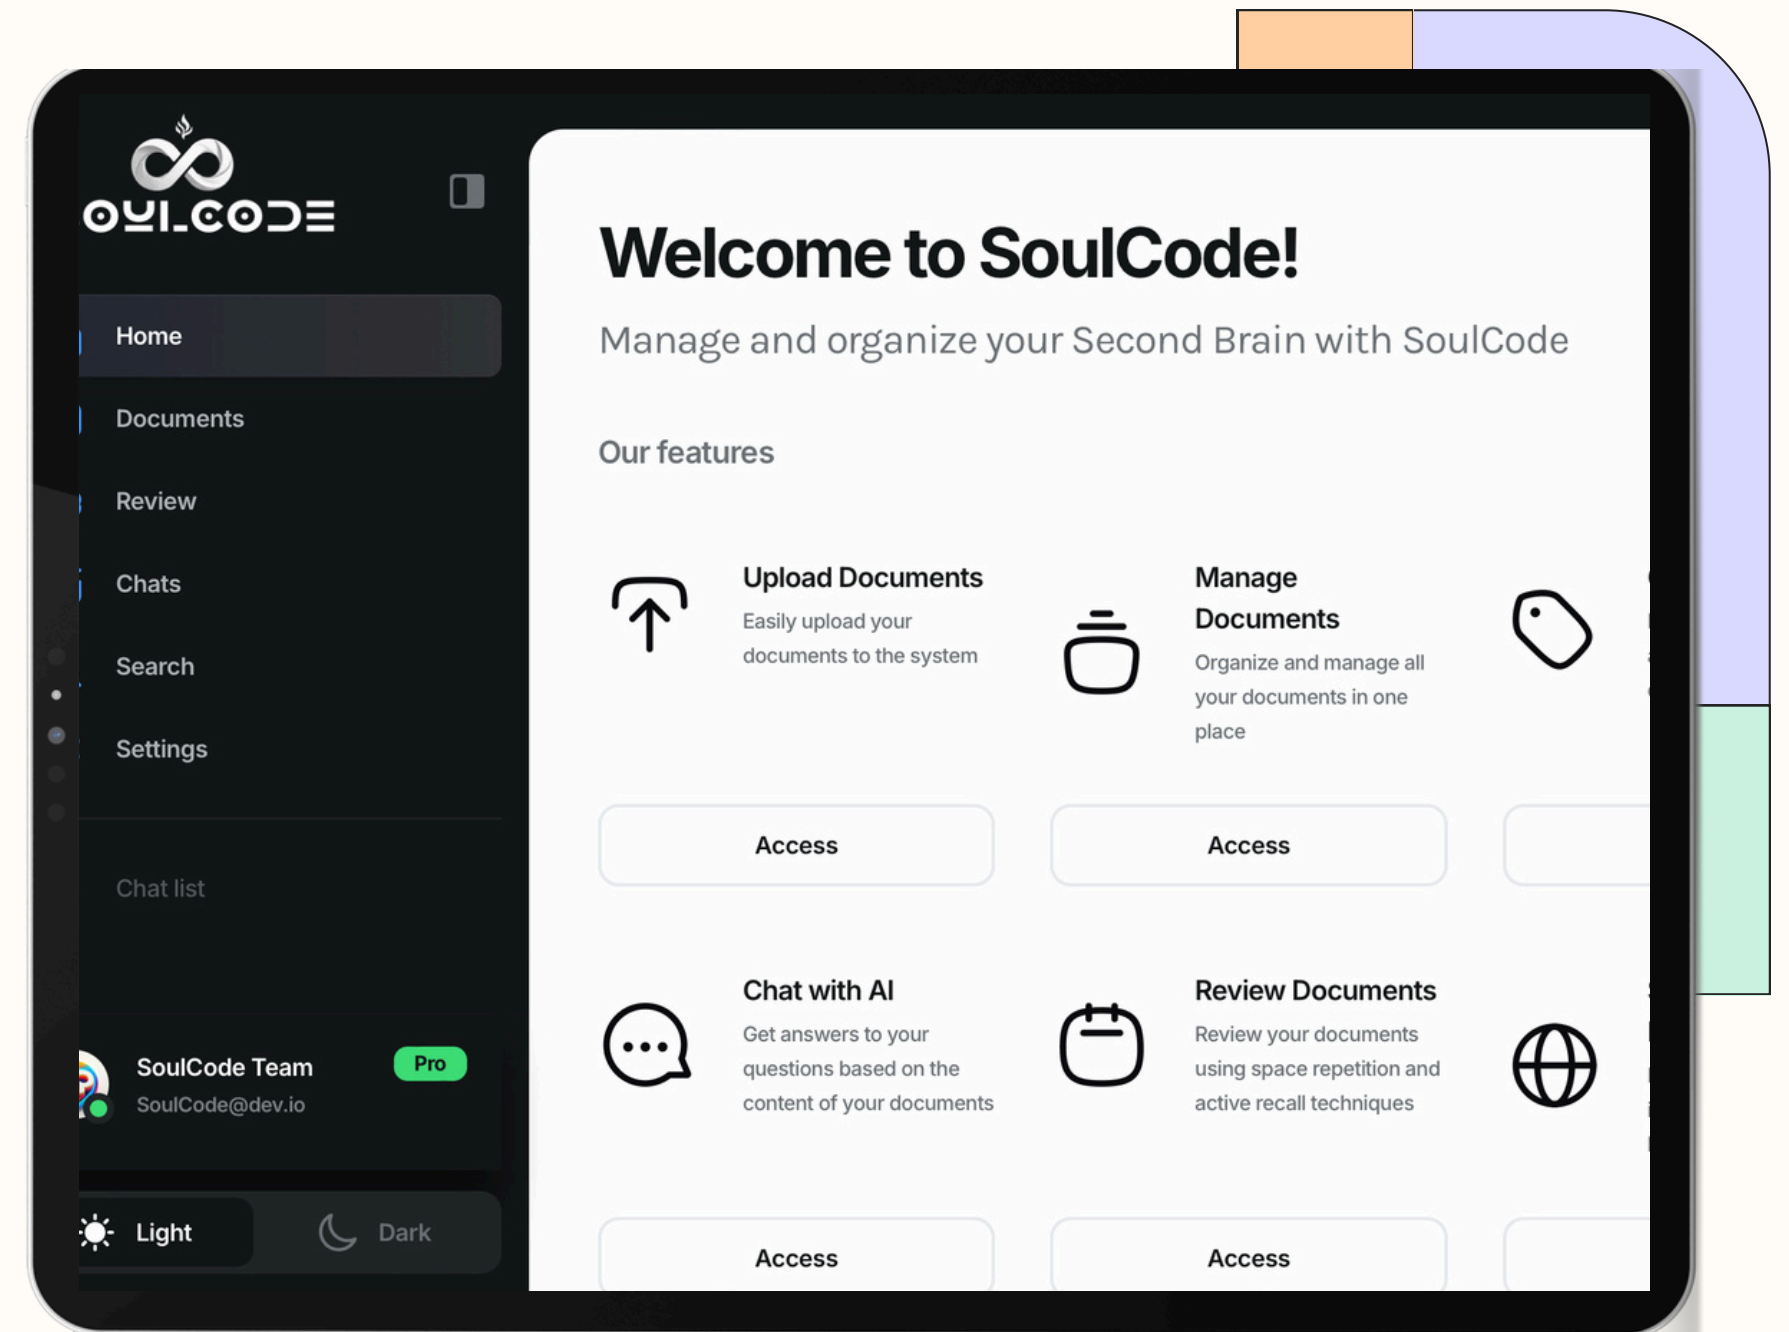 OULCODE
Home
Documents
Review
Chats
Search
Settings
Chat list
SoulCode Team
Pro
SoulCode@dev.io
Light
Dark
Welcome to SoulCode!
Manage and organize your Second Brain with SoulCode
Our features
Upload Documents
Easily upload your
documents to the system
Access
Manage
Documents
Organize and manage all
your documents in one
place
Access
Chat with AI
Get answers to your
questions based on the
content of your documents
Access
Review Documents
Review your documents
using space repetition and
active recall techniques
Access